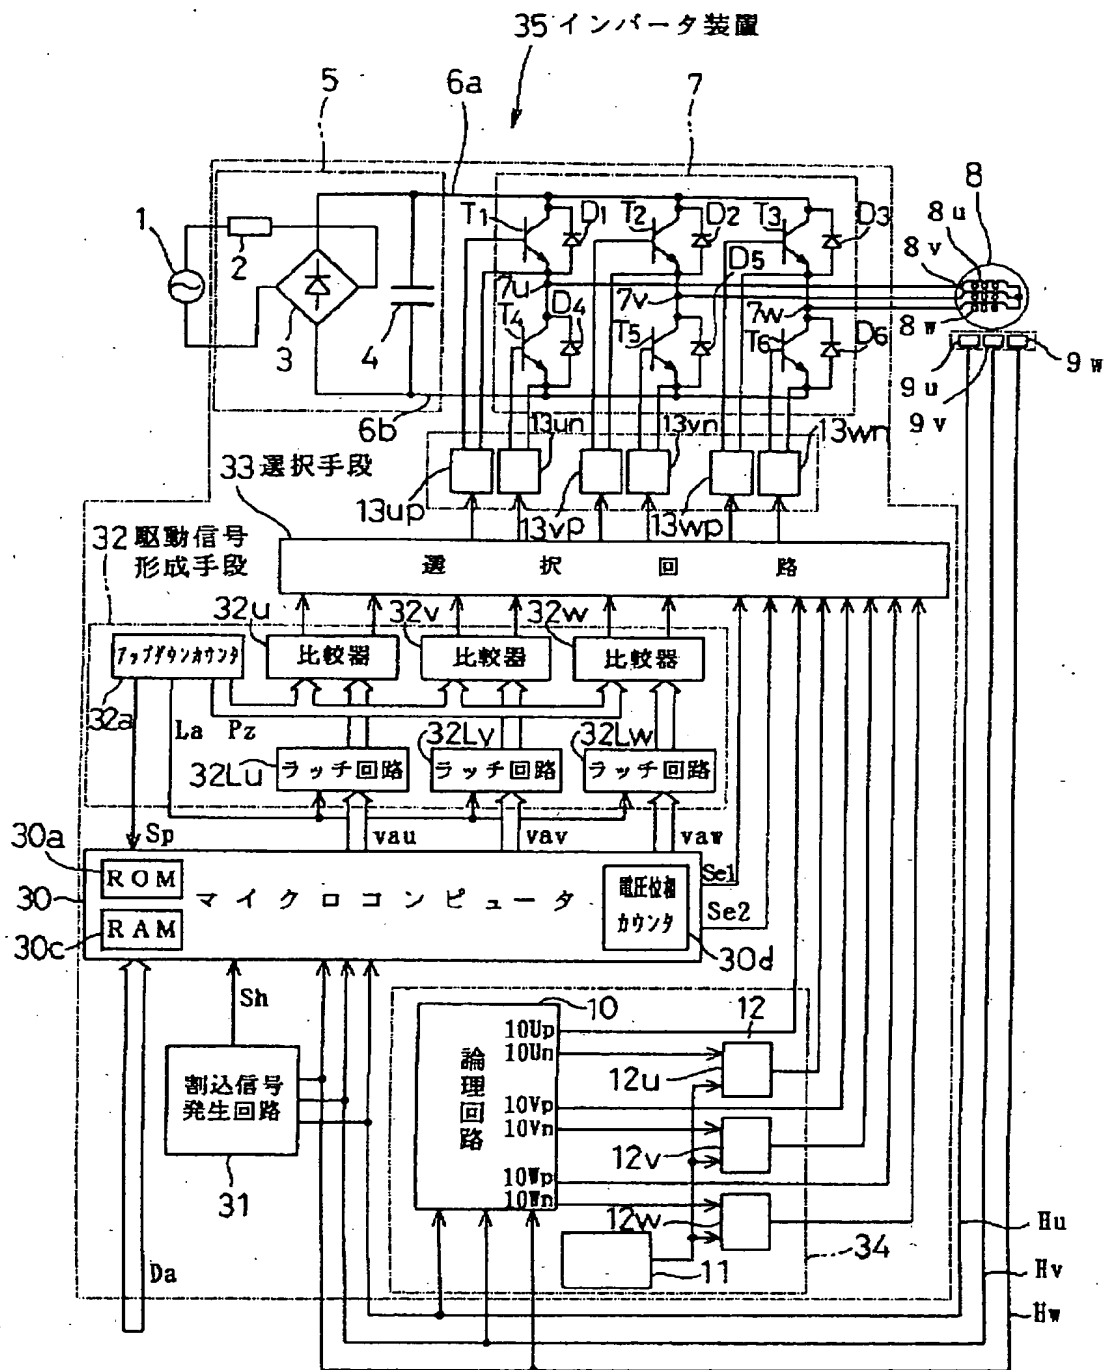 35 インバータ装置
5
6a
7
8
8u
8v
8w
1
2
3
4
T1
D1
T2
D2
T3
D3
7u
7v
7w
T4
D4
T5
D5
T6
D6
9u
9v
9w
6b
13un
13vn
13wn
13up
13vp
13wp
33 選択手段
32 駆動信号
形成手段
選択回路
32u
32v
32w
アップダウンカウンタ
比較器
比較器
比較器
32a
La
Pz
32Lu
32Lv
32Lw
ラッチ回路
ラッチ回路
ラッチ回路
Sp
vau
vav
vaw
30a
ROM
30
マイクロコンピュータ
電圧位相
カウンタ
Se1
Se2
30c
RAM
30d
Sh
10
12
論理回路
10Up
10Un
12u
割込信号
発生回路
10Vp
10Vn
12v
10Wp
10Wn
12w
31
11
34
Da
Hu
Hv
Hw